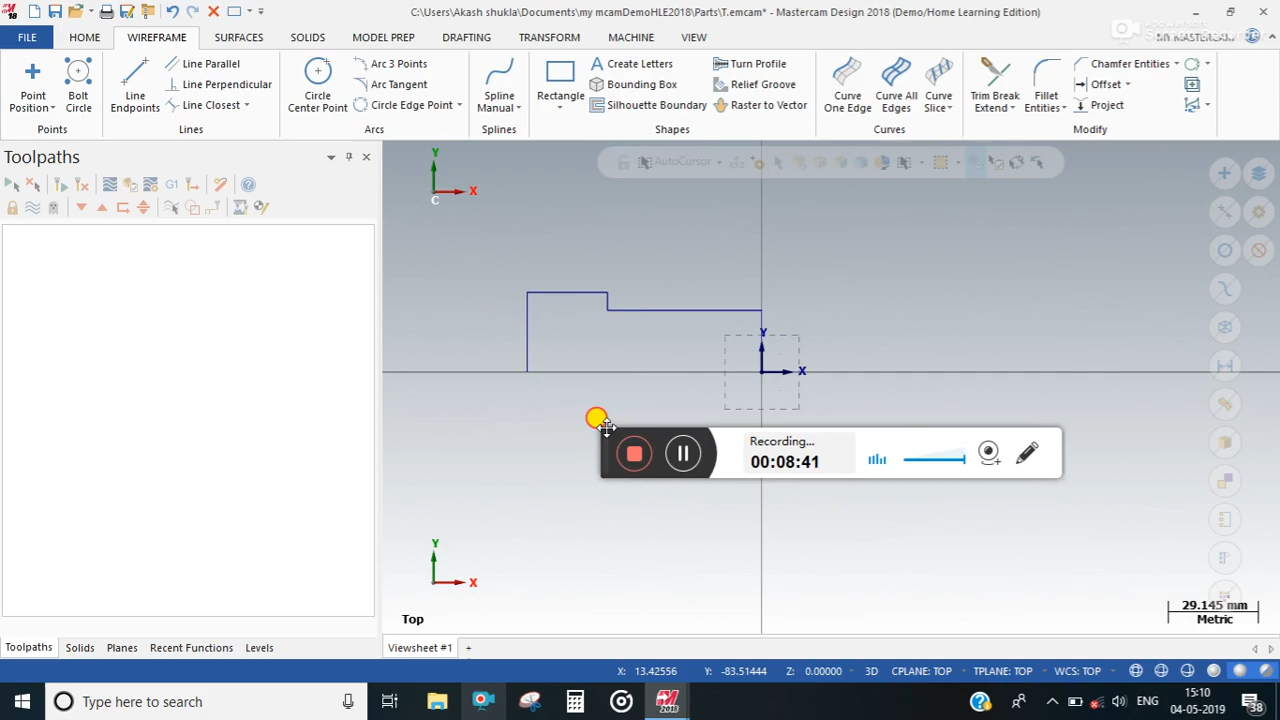 C:\Users\Akash shukla\Documents\my mcamDemoHLE2018\Parts\T.emcam* - Mastercam Design 2018 (Demo/Home Learning Edition)
FILE HOME WIREFRAME SURFACES SOLIDS MODEL PREP DRAFTING TRANSFORM MACHINE VIEW MY MASTERCAM
Point Position
Bolt Circle
Points
Line Endpoints
Line Parallel
Line Perpendicular
Line Closest
Lines
Circle Center Point
Arc 3 Points
Arc Tangent
Circle Edge Point
Arcs
Spline Manual
Splines
Rectangle
Create Letters
Bounding Box
Silhouette Boundary
Turn Profile
Relief Groove
Raster to Vector
Shapes
Curve One Edge
Curve All Edges
Curve Slice
Curves
Trim Break Extend
Fillet Entities
Chamfer Entities
Offset
Project
Modify
Toolpaths
G1
AutoCursor
Y
X
C
Y
X
Recording...
00:08:41
Y
X
Top
29.145 mm
Metric
Toolpaths Solids Planes Recent Functions Levels
Viewsheet #1 +
X: 13.42556 Y: -83.51444 Z: 0.00000 3D CPLANE: TOP TPLANE: TOP WCS: TOP
Type here to search
2018
ENG
15:10
04-05-2019
38